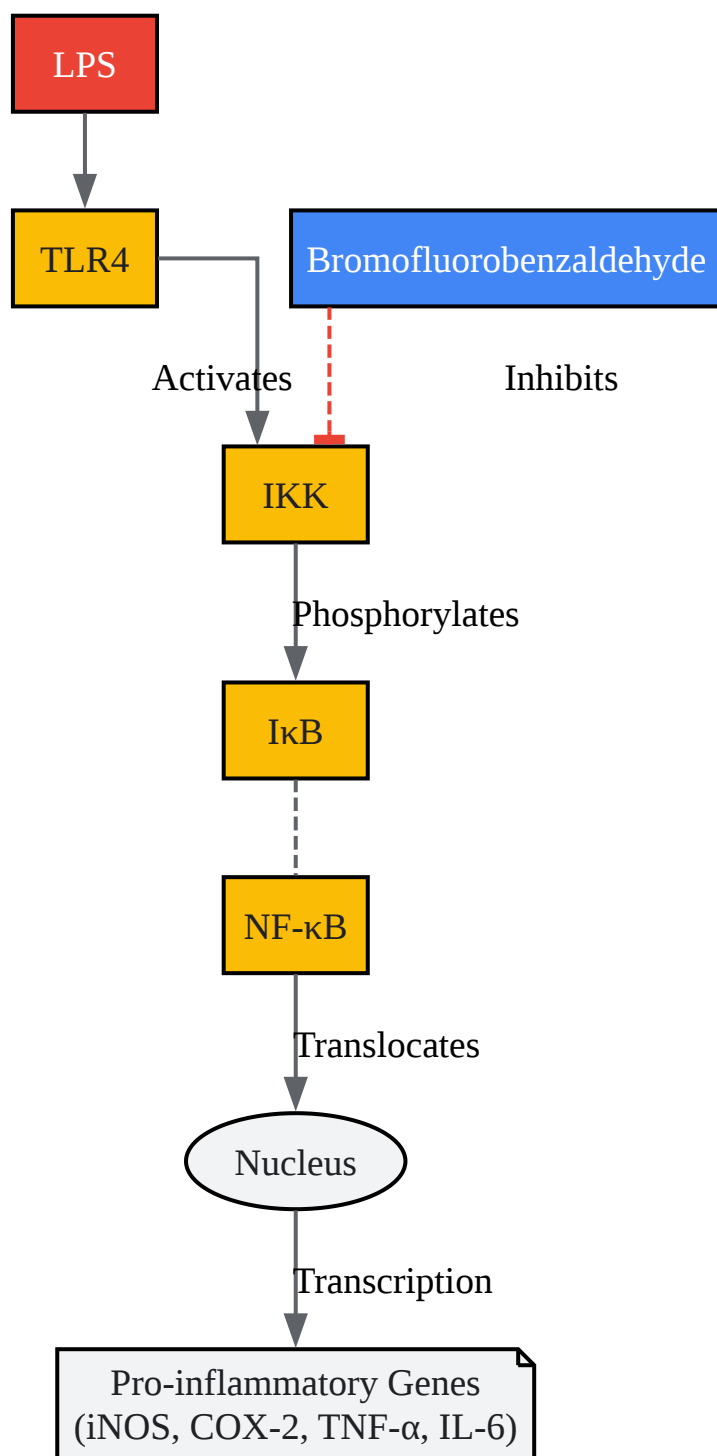 LPS
TLR4
Bromofluorobenzaldehyde
Activates
Inhibits
IKK
Phosphorylates
IκB
NF-κB
Translocates
Nucleus
Transcription
Pro-inflammatory Genes
(iNOS, COX-2, TNF-α, IL-6)